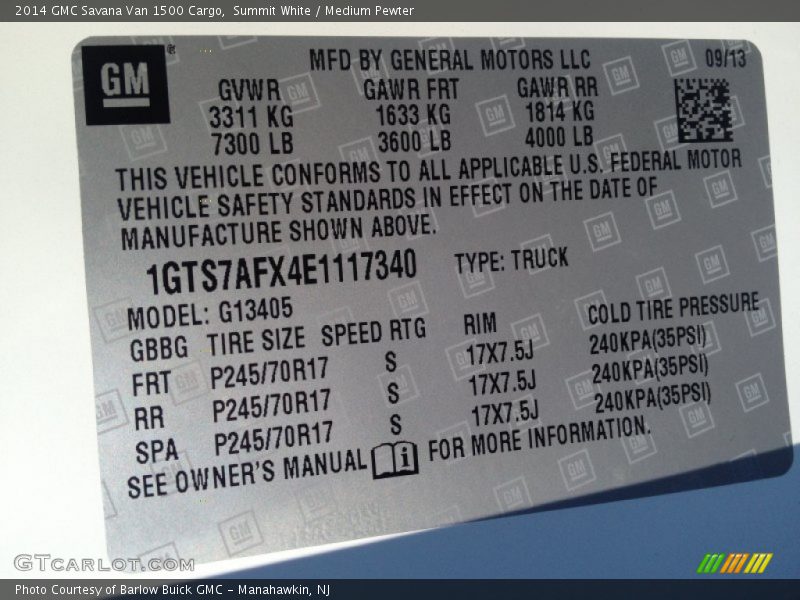 2014 GMC Savana Van 1500 Cargo,  Summit White / Medium Pewter
GM®
MFD BY GENERAL MOTORS LLC 09/13
GVWR GAWR FRT GAWR RR
3311 KG 1633 KG 1814 KG
7300 LB 3600 LB 4000 LB
THIS VEHICLE CONFORMS TO ALL APPLICABLE U.S. FEDERAL MOTOR
VEHICLE SAFETY STANDARDS IN EFFECT ON THE DATE OF
MANUFACTURE SHOWN ABOVE.
1GTS7AFX4E1117340 TYPE: TRUCK
MODEL: G13405
GBBG TIRE SIZE SPEED RTG RIM COLD TIRE PRESSURE
FRT P245/70R17 S 17X7.5J 240KPA(35PSI)
RR P245/70R17 S 17X7.5J 240KPA(35PSI)
SPA P245/70R17 S 17X7.5J 240KPA(35PSI)
SEE OWNER'S MANUAL i FOR MORE INFORMATION.
GTCARLOT.COM
Photo Courtesy of Barlow Buick GMC – Manahawkin, NJ